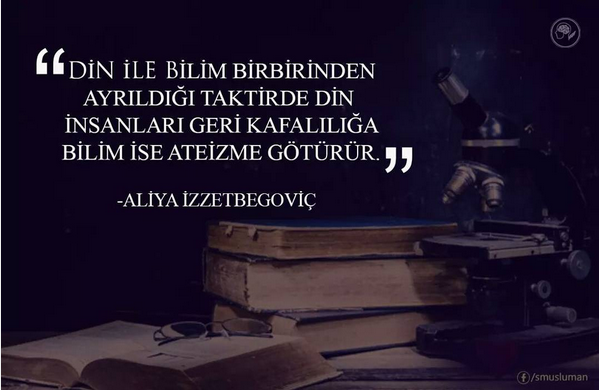 “DİN İLE BİLİM BİRBİRİNDEN
AYRILDIĞI TAKTİRDE DİN
İNSANLARI GERİ KAFALILIĞA
BİLİM İSE ATEİZME GÖTÜRÜR.”
-ALİYA İZZETBEGOVİÇ
f/smusluman